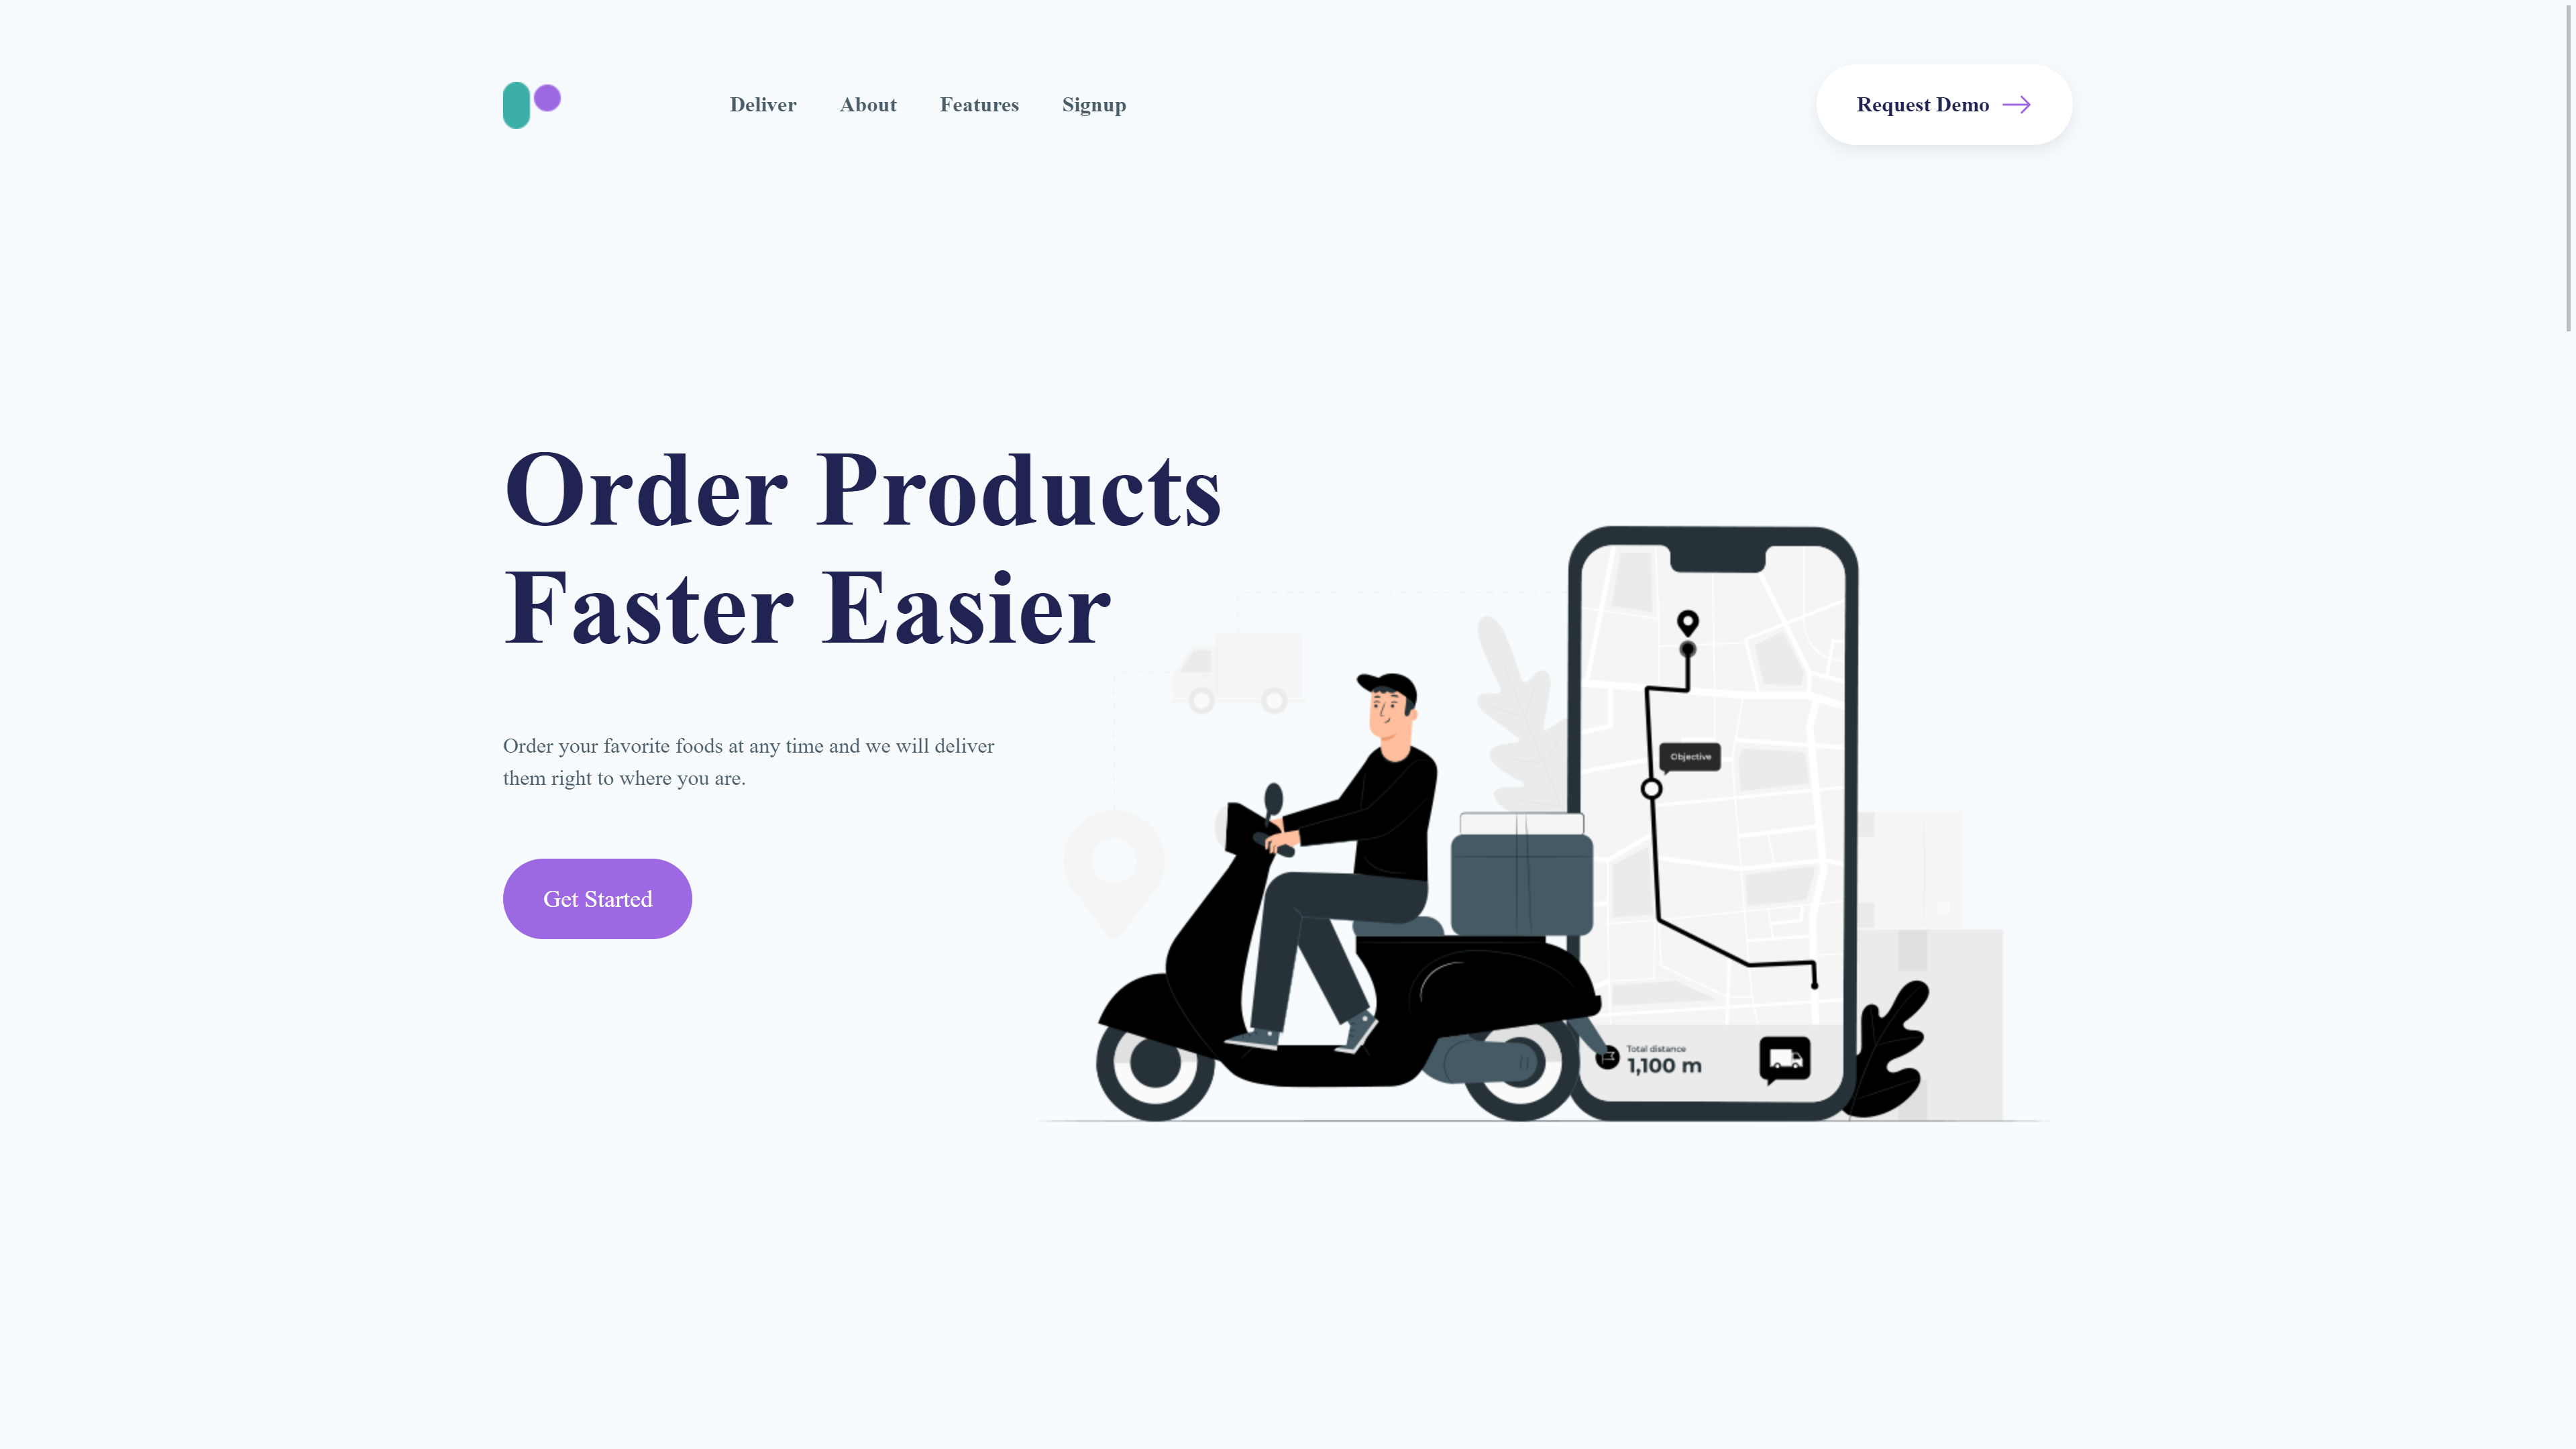 Deliver About Features Signup Request Demo
Order Products
Faster Easier
Order your favorite foods at any time and we will deliver
them right to where you are.
Get Started
Objective
Total distance
1,100 m